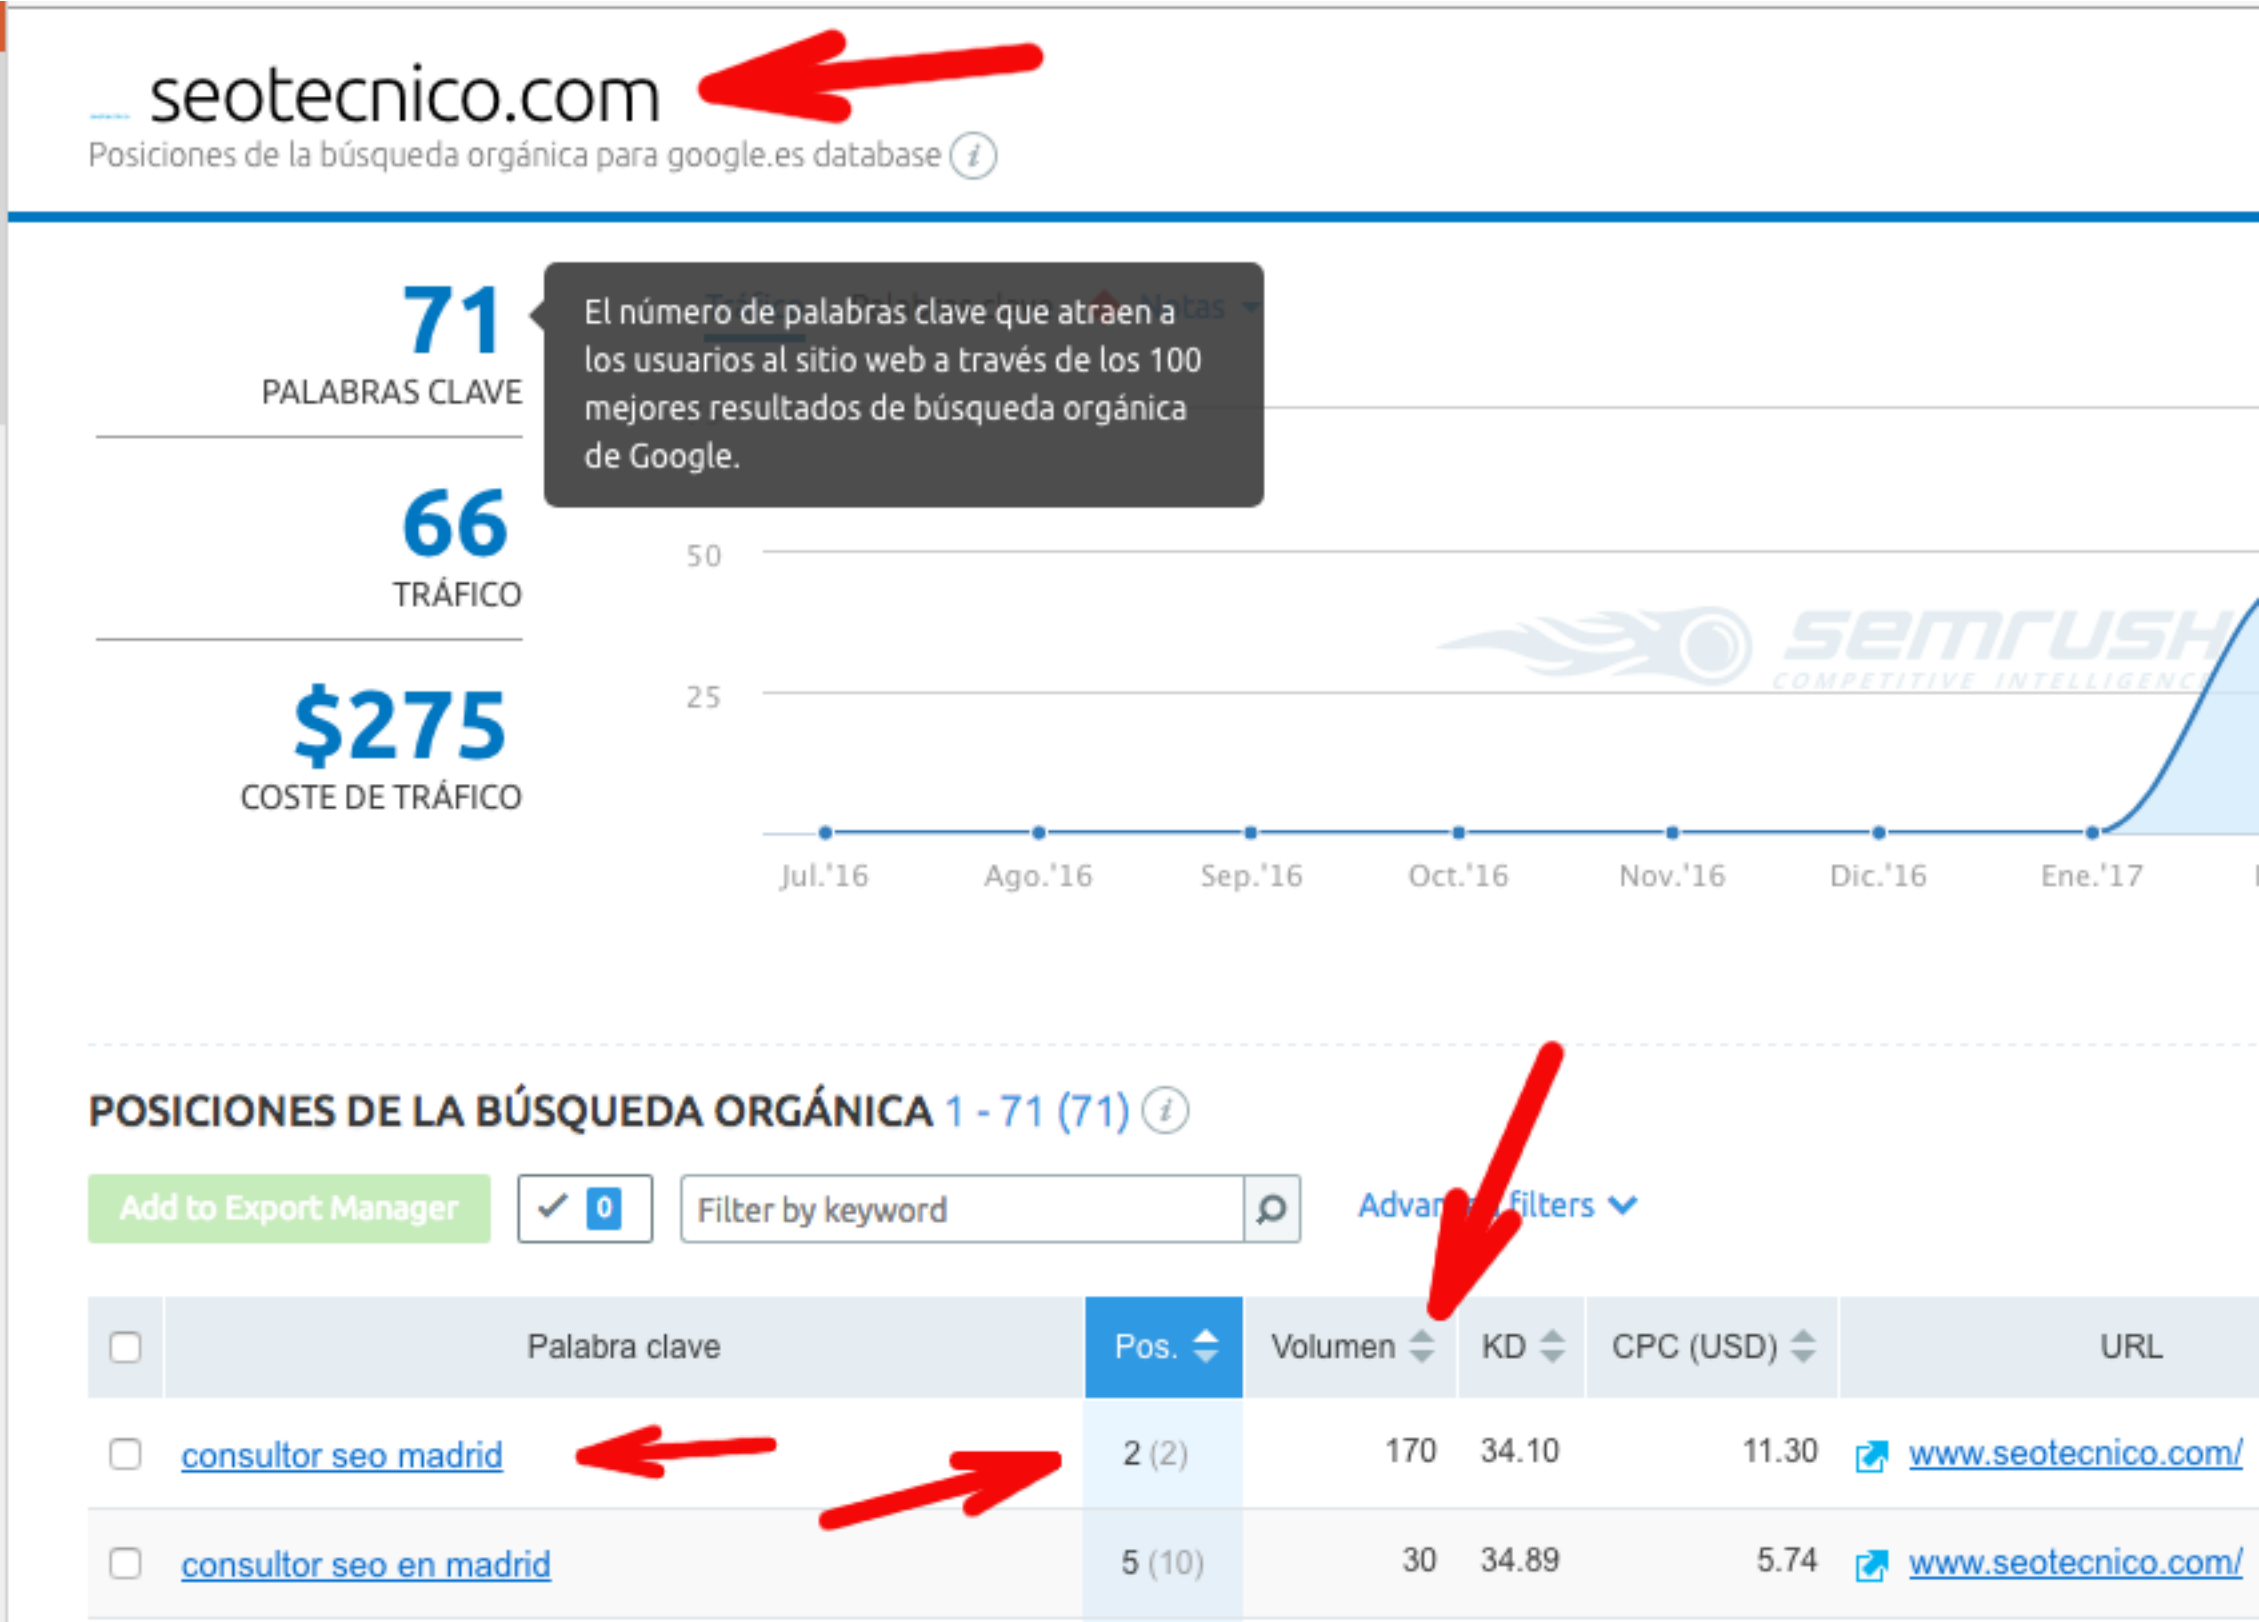 seotecnico.com
Posiciones de la búsqueda orgánica para google.es database i
71
PALABRAS CLAVE
El número de palabras clave que atraen a
los usuarios al sitio web a través de los 100
mejores resultados de búsqueda orgánica
de Google.
66
TRÁFICO
$275
COSTE DE TRÁFICO
Notas
50
25
semrush
COMPETITIVE INTELLIGENCE
Jul.'16 Ago.'16 Sep.'16 Oct.'16 Nov.'16 Dic.'16 Ene.'17
POSICIONES DE LA BÚSQUEDA ORGÁNICA 1 - 71 (71) i
Add to Export Manager 0 Filter by keyword filters
Palabra clave Pos. Volumen KD CPC (USD) URL
consultor seo madrid 2 (2) 170 34.10 11.30 www.seotecnico.com/
consultor seo en madrid 5 (10) 30 34.89 5.74 www.seotecnico.com/